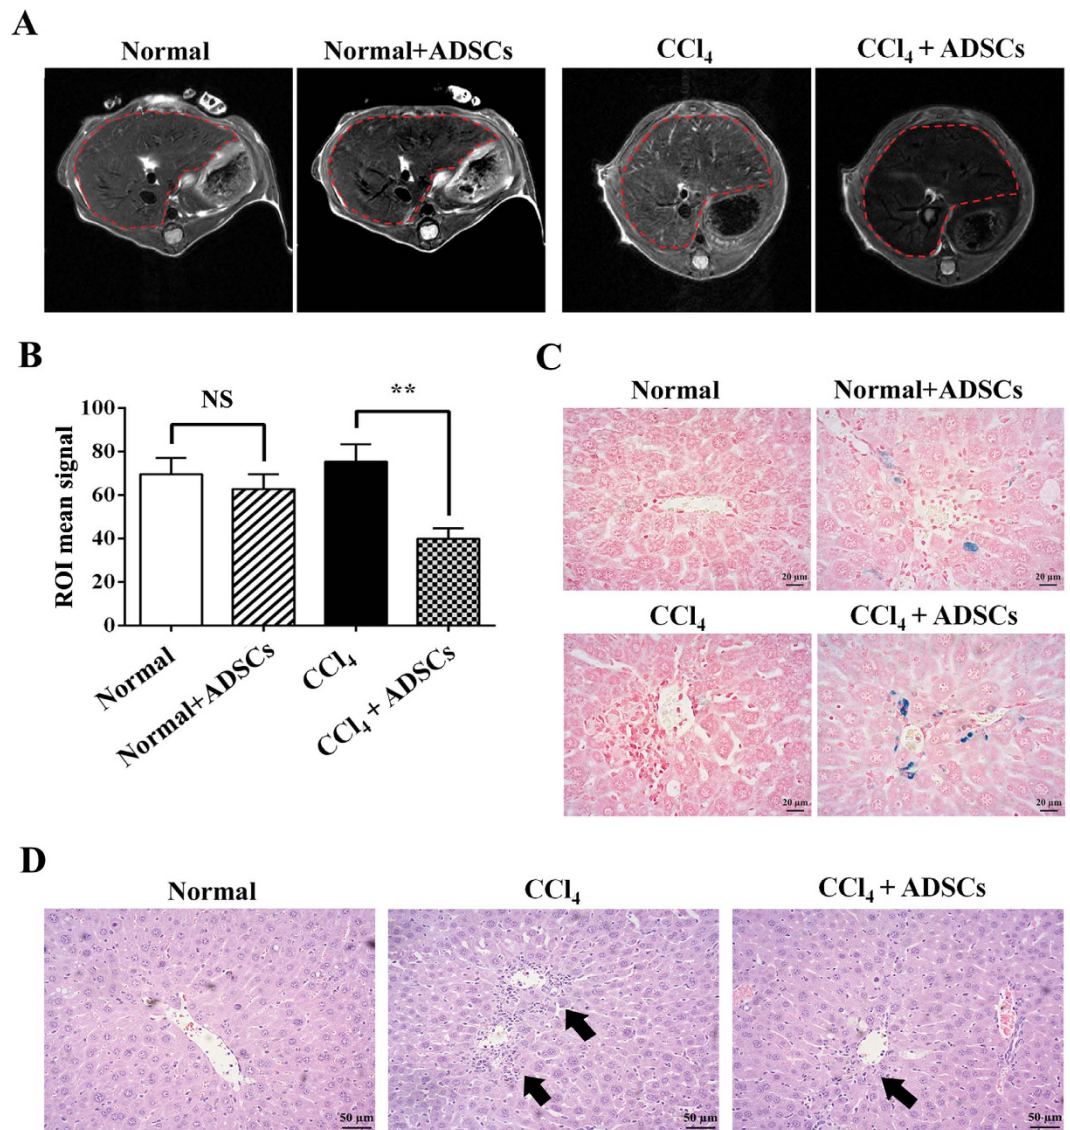 A
Normal
Normal+ADSCs
CCl₄
CCl₄ + ADSCs
B
100
80
60
40
20
0
ROI mean signal
NS
**
Normal
Normal+ADSCs
CCl₄
CCl₄ + ADSCs
C
Normal
Normal+ADSCs
20 µm
20 µm
CCl₄
CCl₄ + ADSCs
20 µm
20 µm
D
Normal
CCl₄
CCl₄ + ADSCs
50 µm
50 µm
50 µm